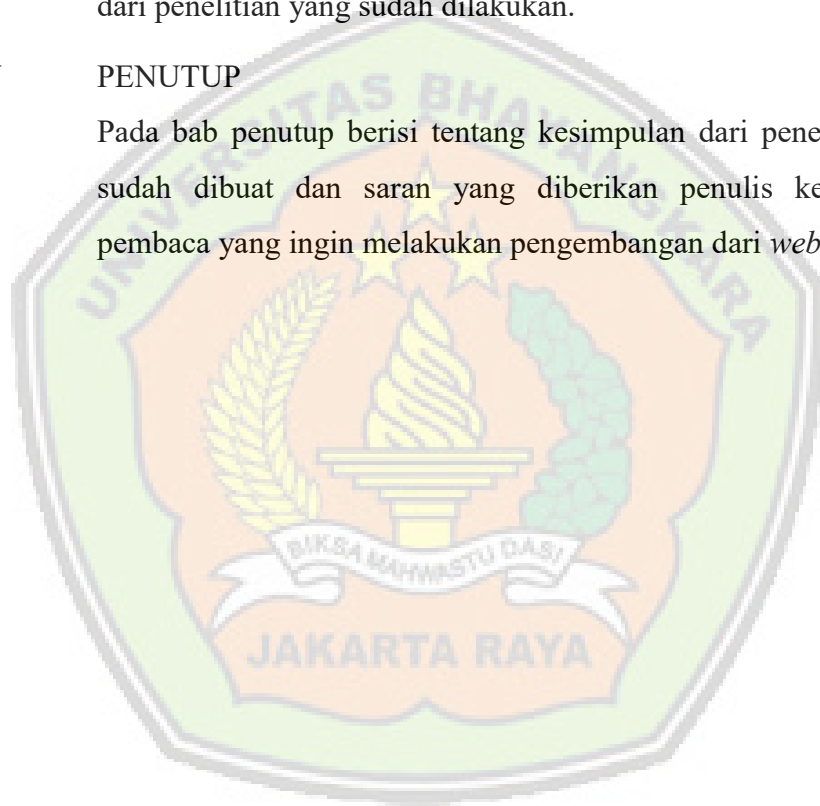 dari penelitian yang sudah dilakukan.
PENUTUP
Pada bab penutup berisi tentang kesimpulan dari pene
sudah dibuat dan saran yang diberikan penulis ke
pembaca yang ingin melakukan pengembangan dari web
UNIVERSITAS BHAYANGKARA
BIKSA MAHWASTU DASI
JAKARTA RAYA